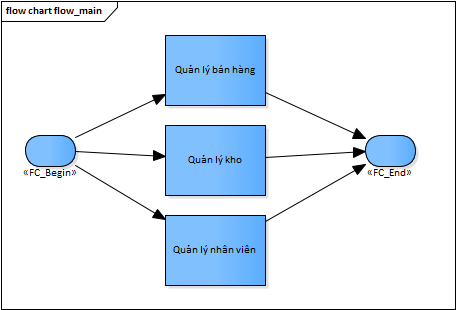 flow chart flow_main
Quản lý bán hàng
Quản lý kho
«FC_Begin»
«FC_End»
Quản lý nhân viên